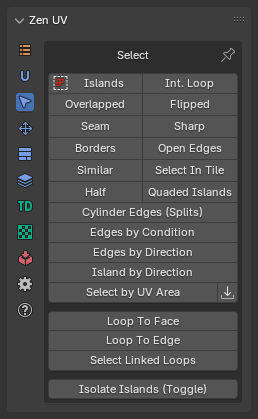 Zen UV
Select
Islands Int. Loop
Overlapped Flipped
Seam Sharp
Borders Open Edges
Similar Select In Tile
Half Quaded Islands
Cylinder Edges (Splits)
Edges by Condition
Edges by Direction
Island by Direction
Select by UV Area
Loop To Face
Loop To Edge
Select Linked Loops
Isolate Islands (Toggle)
U
TD
?